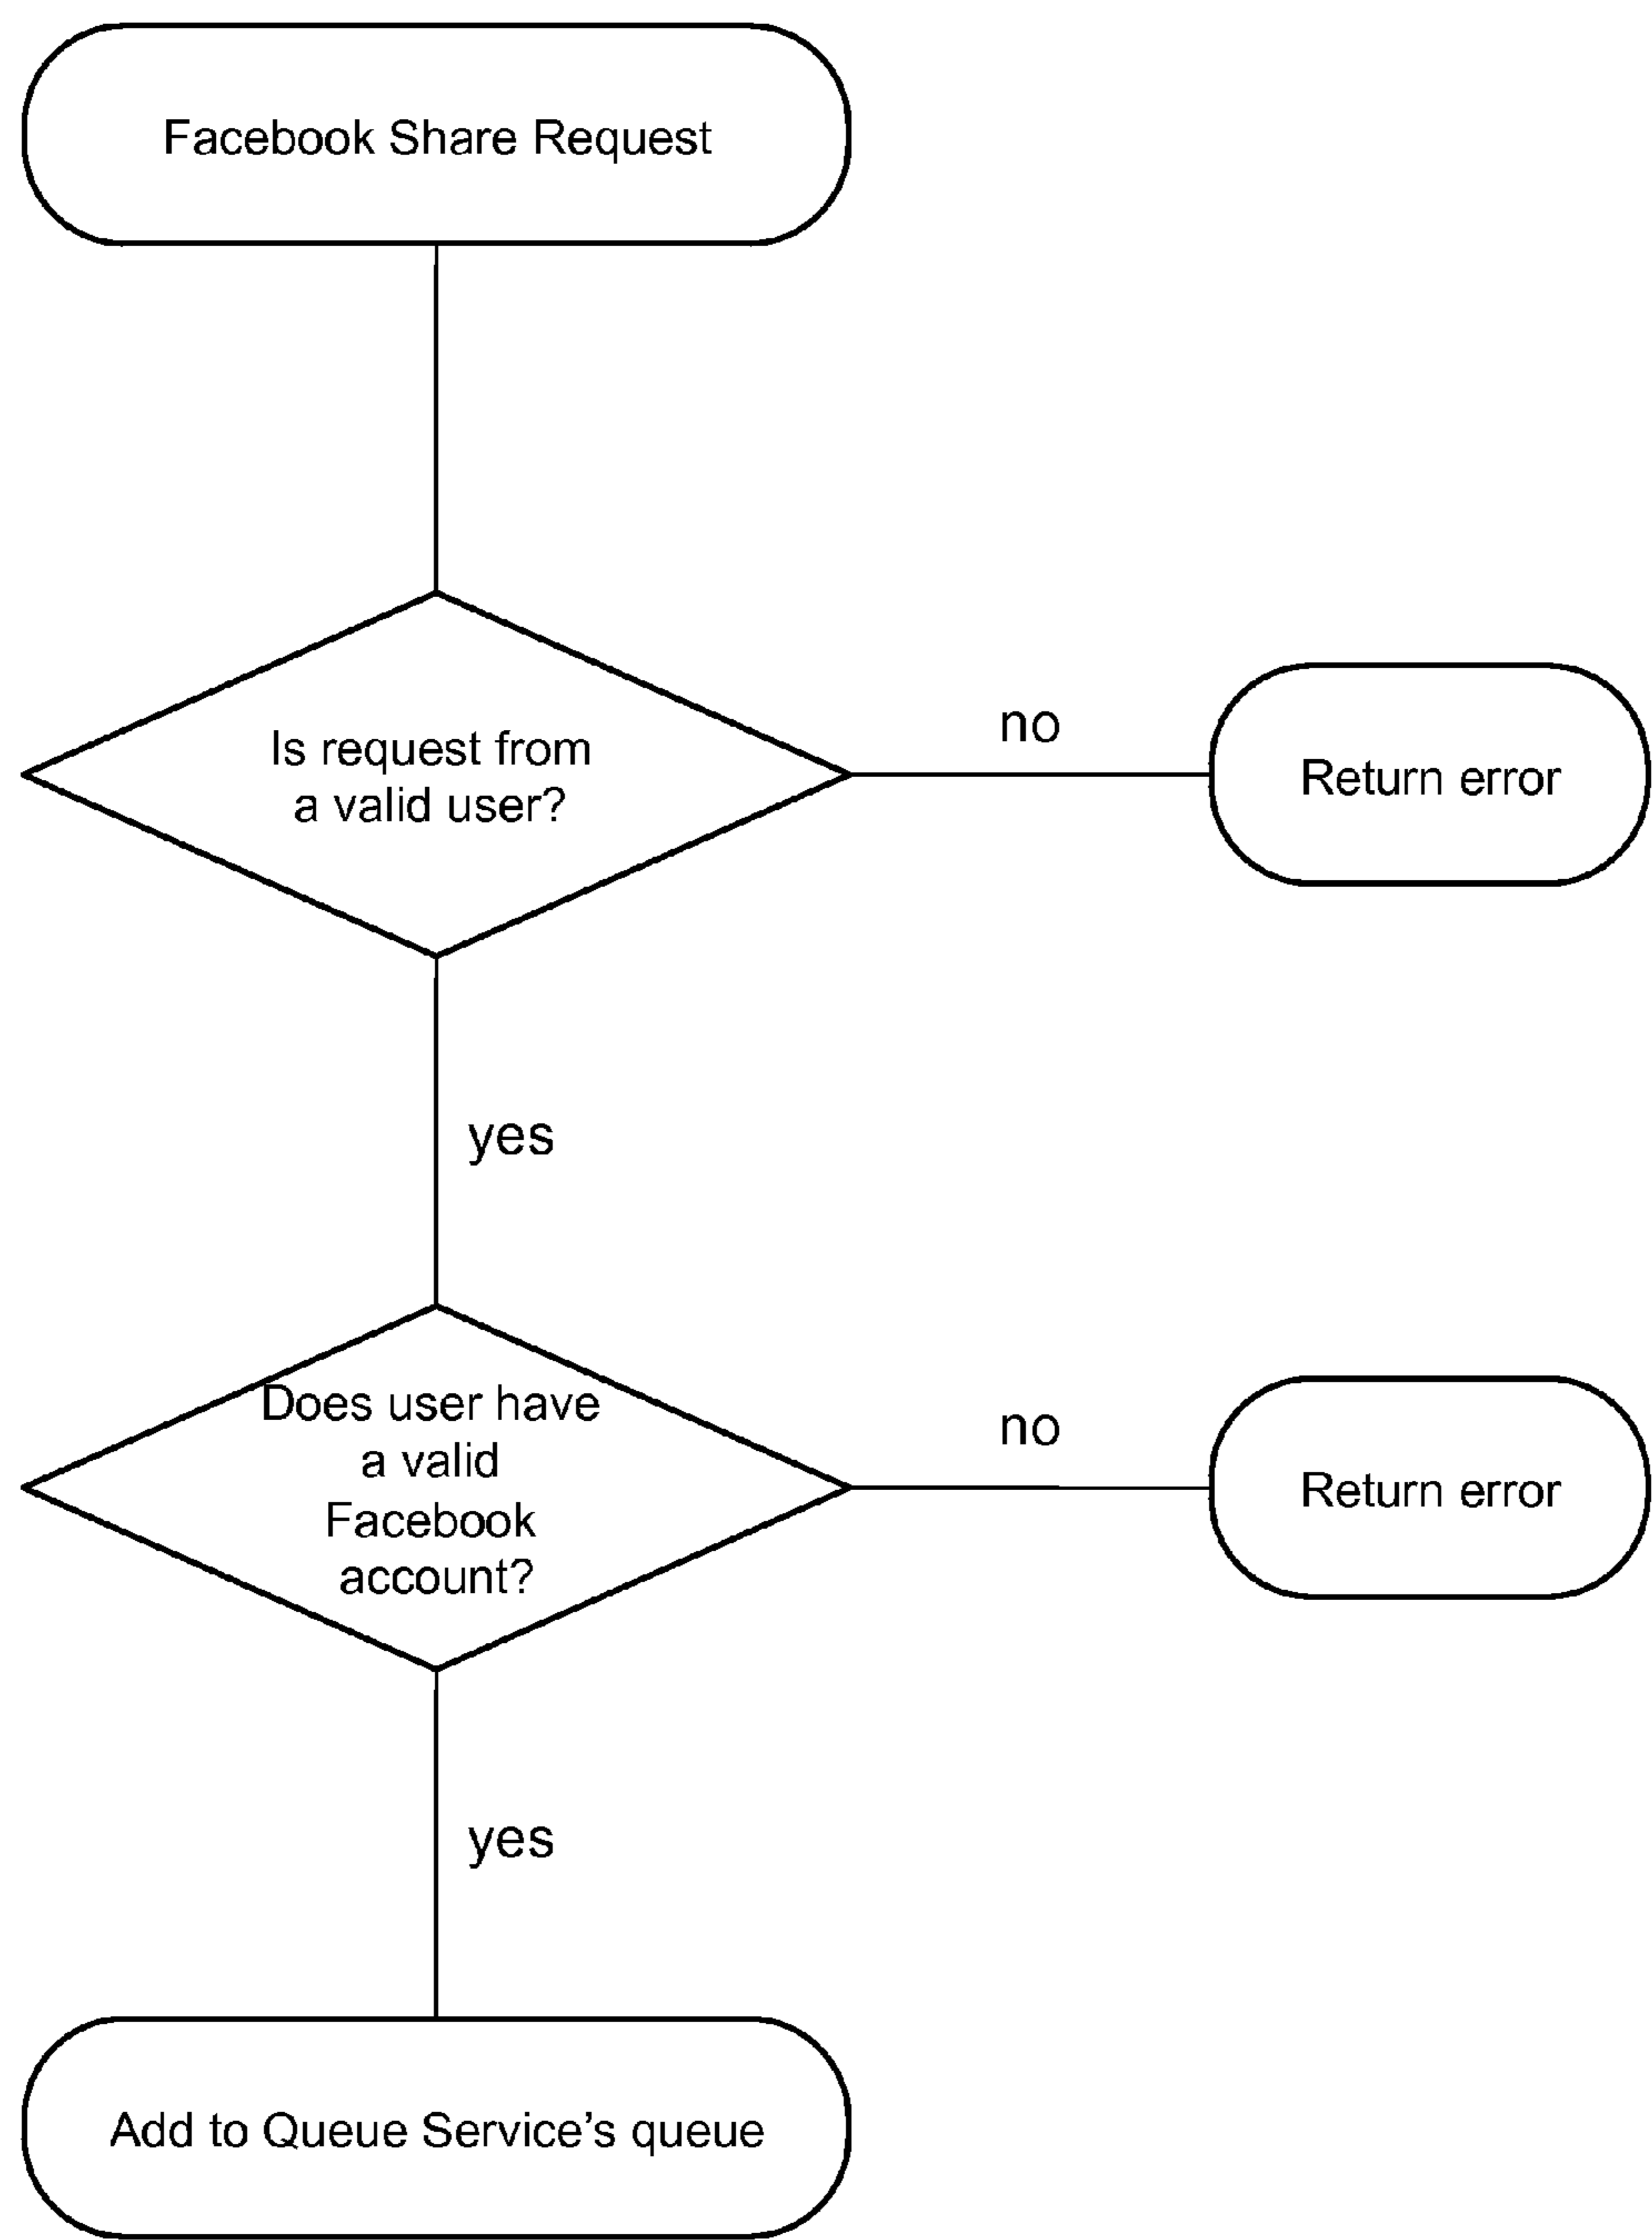 Facebook Share Request
Is request from
a valid user?
no
Return error
yes
Does user have
a valid
Facebook
account?
no
Return error
yes
Add to Queue Service’s queue